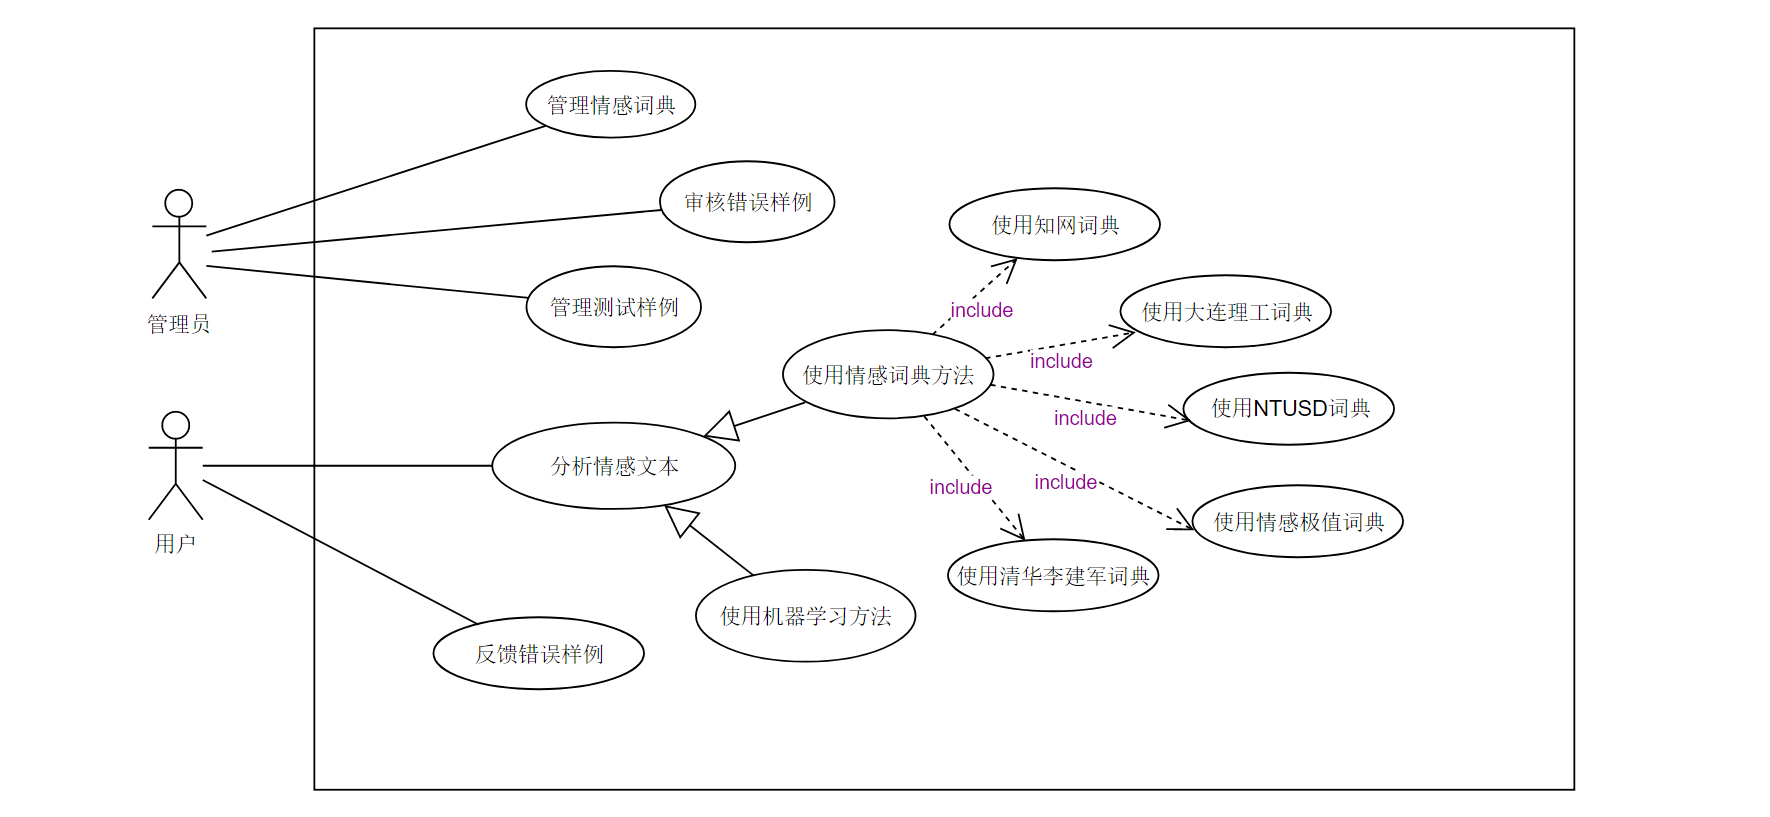 管理情感词典
审核错误样例
使用知网词典
管理测试样例
管理员
include
使用大连理工词典
include
使用情感词典方法
使用NTUSD词典
include
分析情感文本
include
include
使用情感极值词典
用户
使用清华李建军词典
使用机器学习方法
反馈错误样例